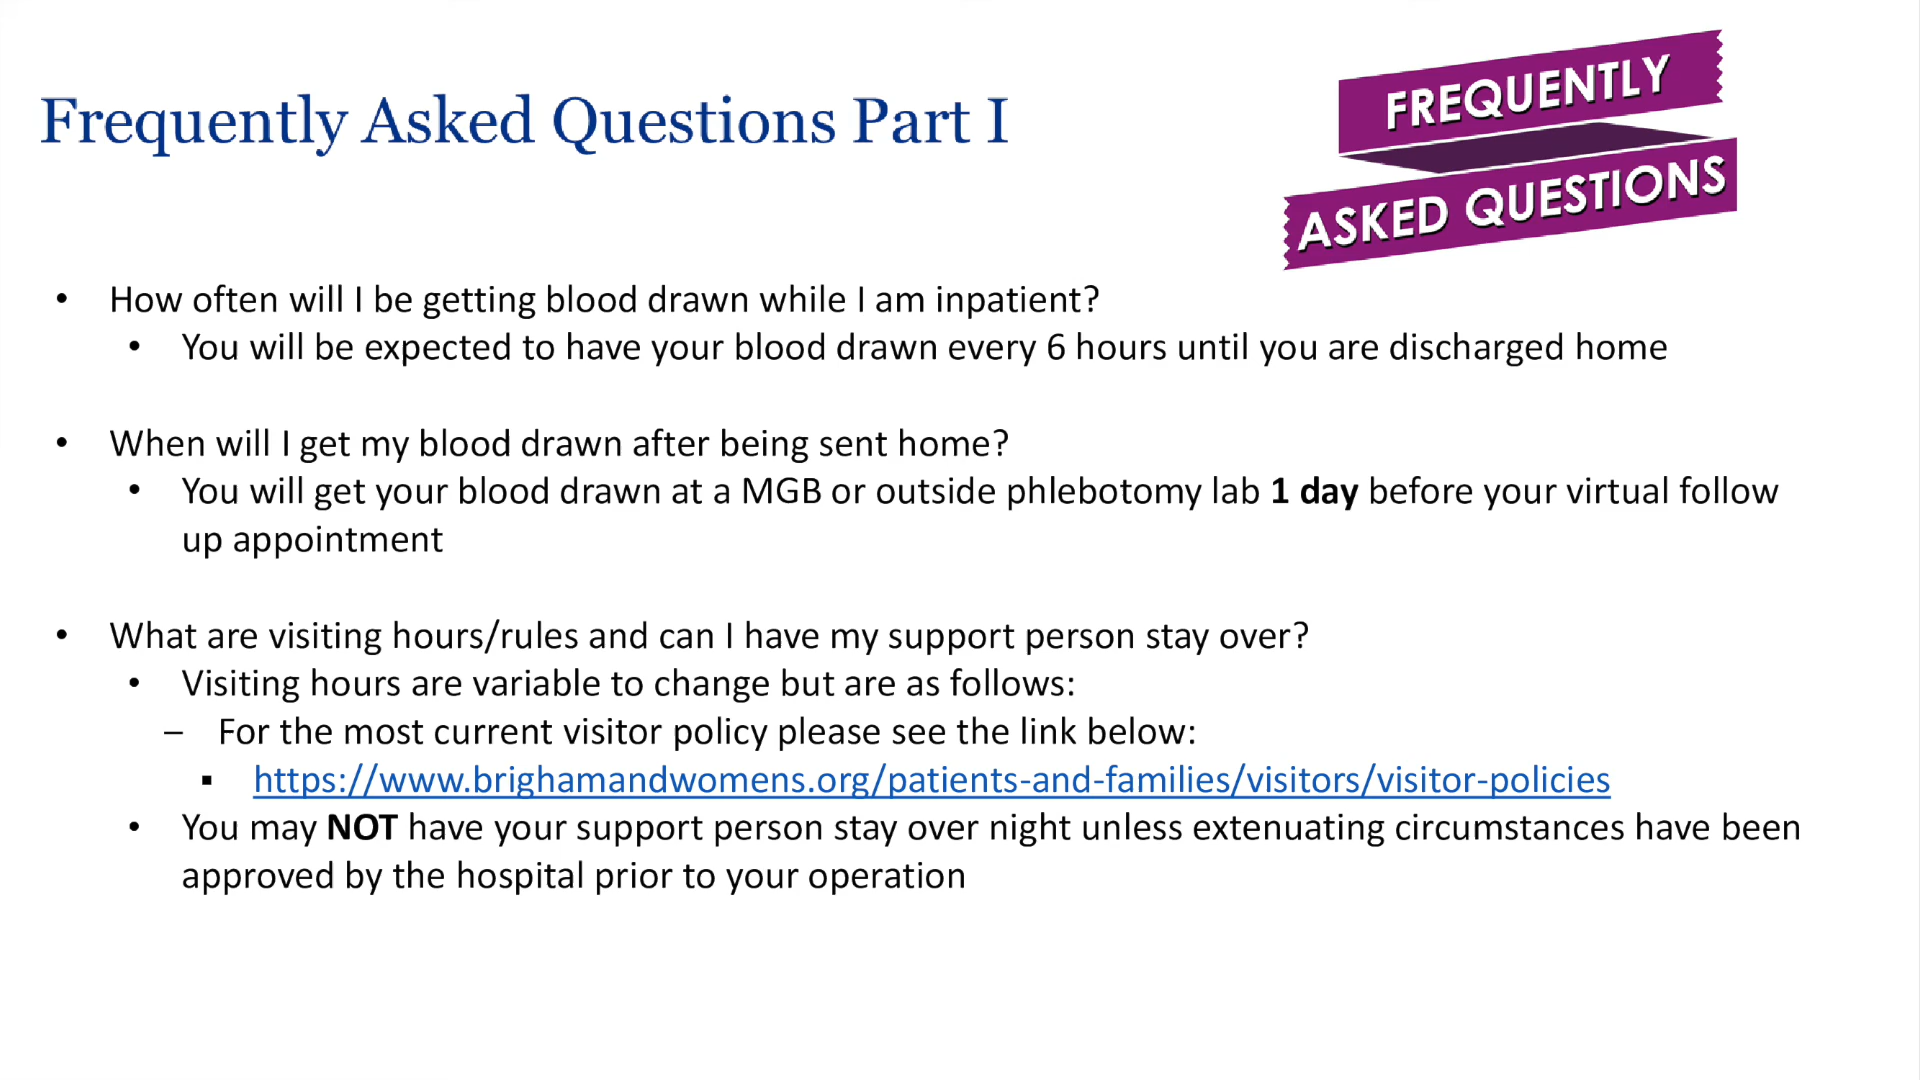 Frequently Asked Questions Part I
FREQUENTLY
ASKED QUESTIONS
• How often will I be getting blood drawn while I am inpatient?
• You will be expected to have your blood drawn every 6 hours until you are discharged home
• When will I get my blood drawn after being sent home?
• You will get your blood drawn at a MGB or outside phlebotomy lab 1 day before your virtual follow
up appointment
• What are visiting hours/rules and can I have my support person stay over?
• Visiting hours are variable to change but are as follows:
– For the most current visitor policy please see the link below:
▪ https://www.brighamandwomens.org/patients-and-families/visitors/visitor-policies
• You may NOT have your support person stay over night unless extenuating circumstances have been
approved by the hospital prior to your operation